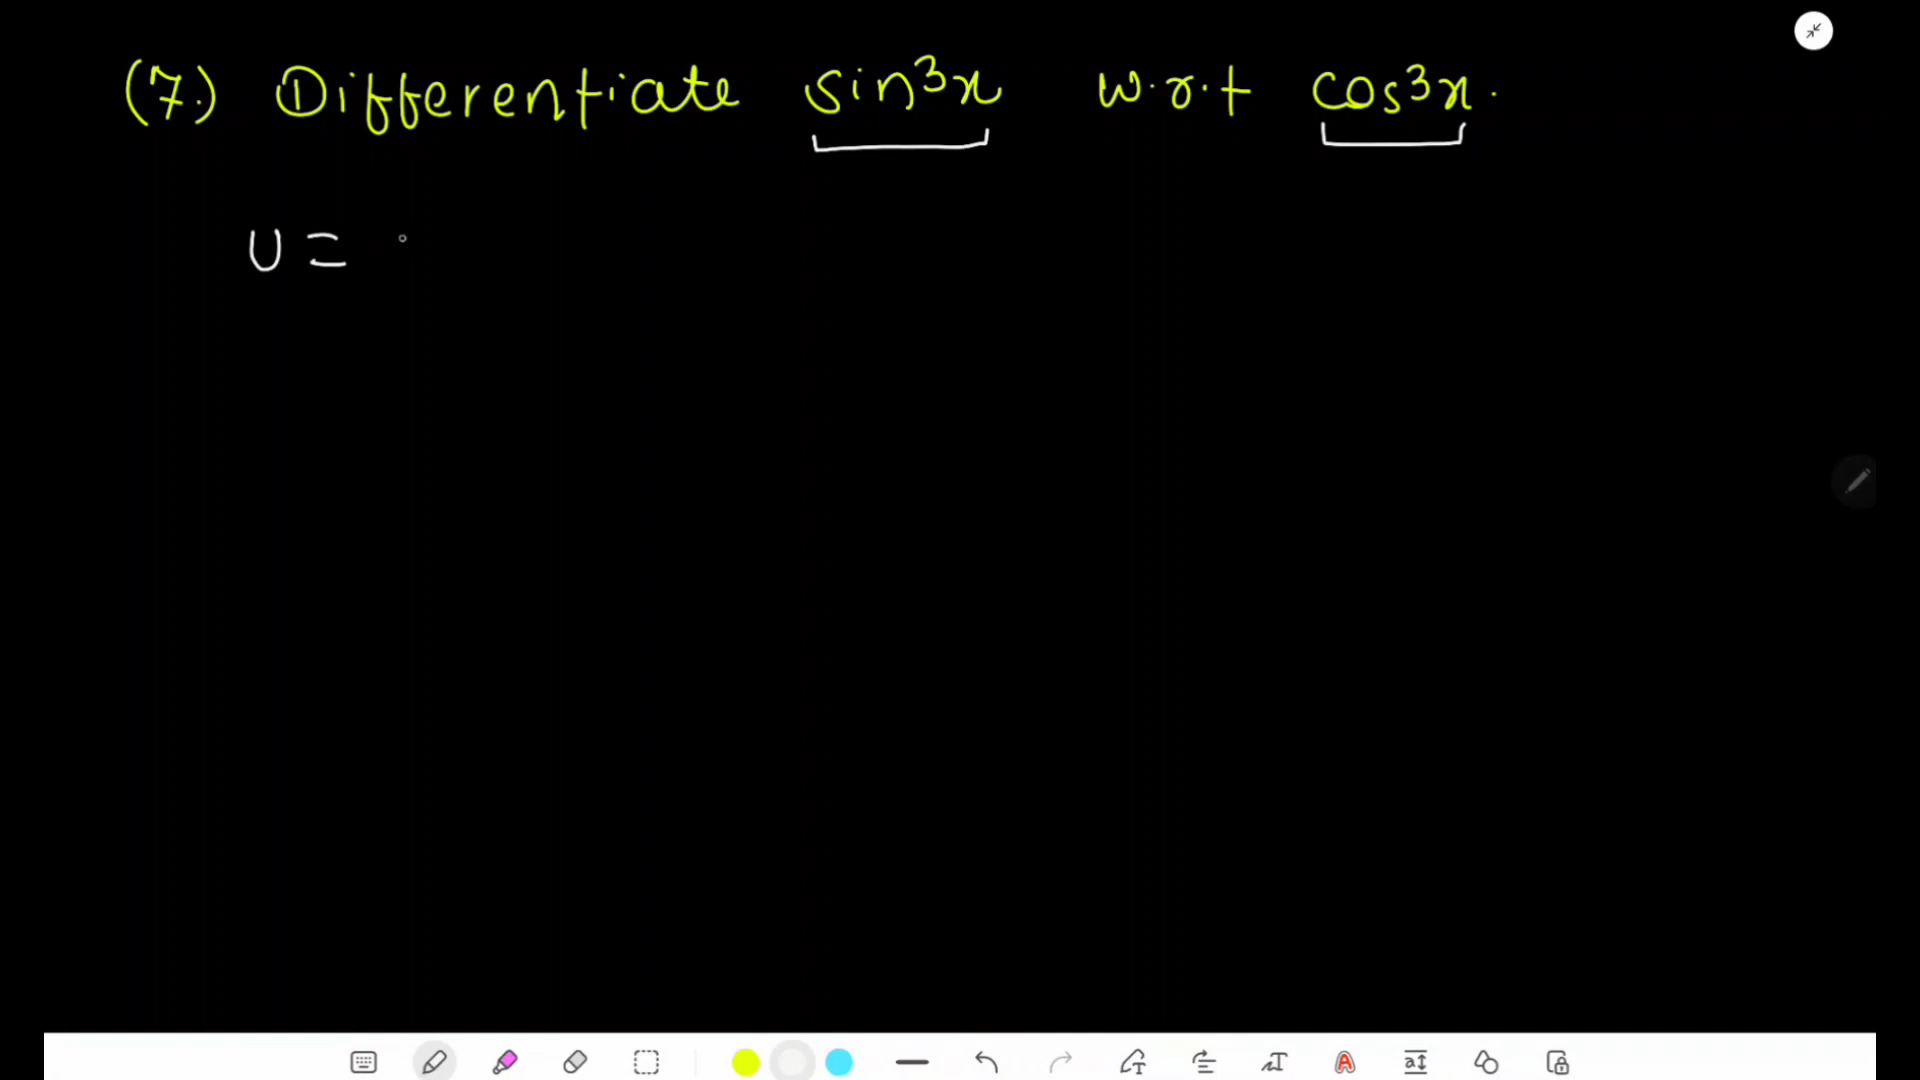 (7.) Differentiate sin³x w.r.t cos³x.
U =